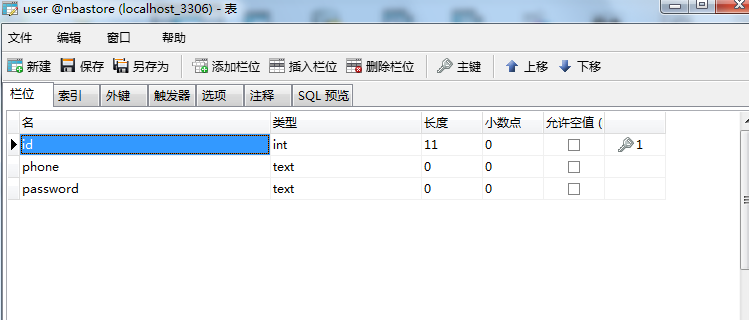 user @nbastore (localhost_3306) - 表
文件 编辑 窗口 帮助
新建 保存 另存为 添加栏位 插入栏位 删除栏位 主键 上移 下移
栏位 索引 外键 触发器 选项 注释 SQL 预览
名 类型 长度 小数点 允许空值 (
id int 11 0 1
phone text 0 0
password text 0 0